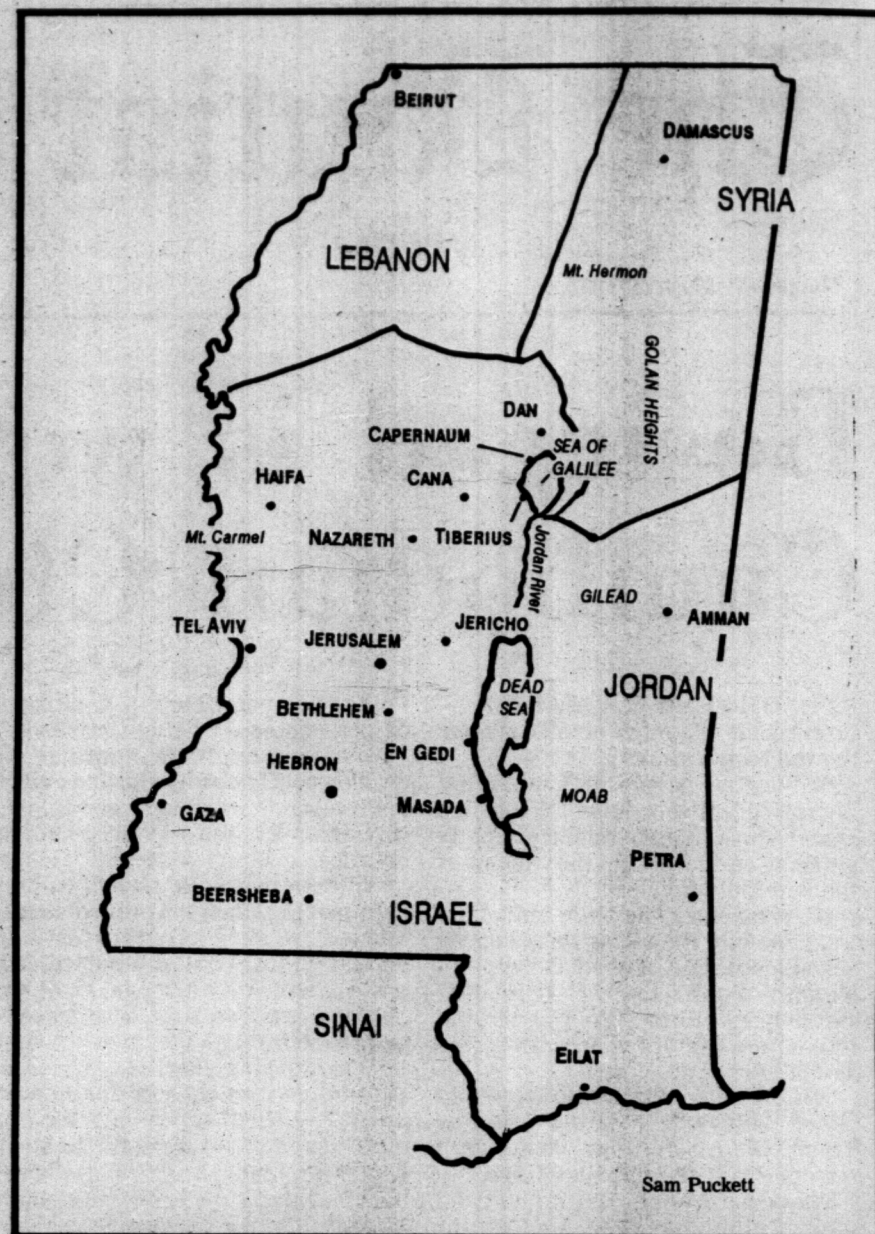 BEIRUT
DAMASCUS
SYRIA
LEBANON
Mt. Hermon
GOLAN HEIGHTS
DAN
CAPERNAUM
SEA OF
GALILEE
HAIFA
CANA
Mt. Carmel
NAZARETH
TIBERIUS
Jordan River
GILEAD
AMMAN
TEL AVIV
JERUSALEM
JERICHO
DEAD
SEA
JORDAN
BETHLEHEM
EN GEDI
HEBRON
MASADA
MOAB
GAZA
PETRA
BEERSHEBA
ISRAEL
SINAI
EILAT
Sam Puckett